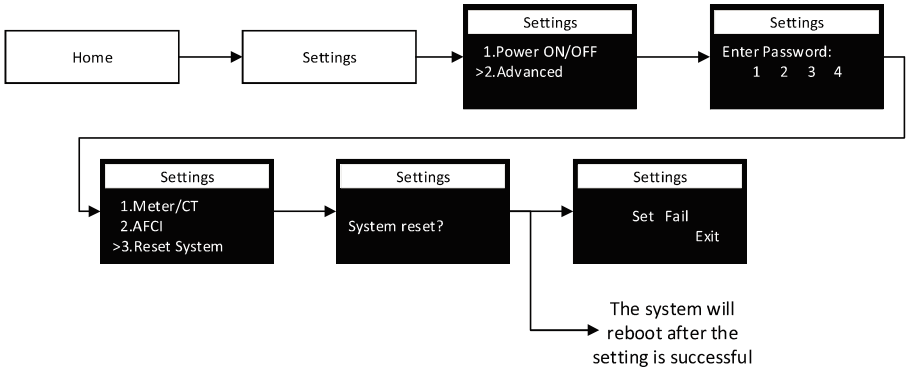 Home
Settings
Settings
1.Power ON/OFF
>2.Advanced
Settings
Enter Password:
1 2 3 4
Settings
1.Meter/CT
2.AFCI
>3.Reset System
Settings
System reset?
Settings
Set Fail
Exit
The system will
reboot after the
setting is successful